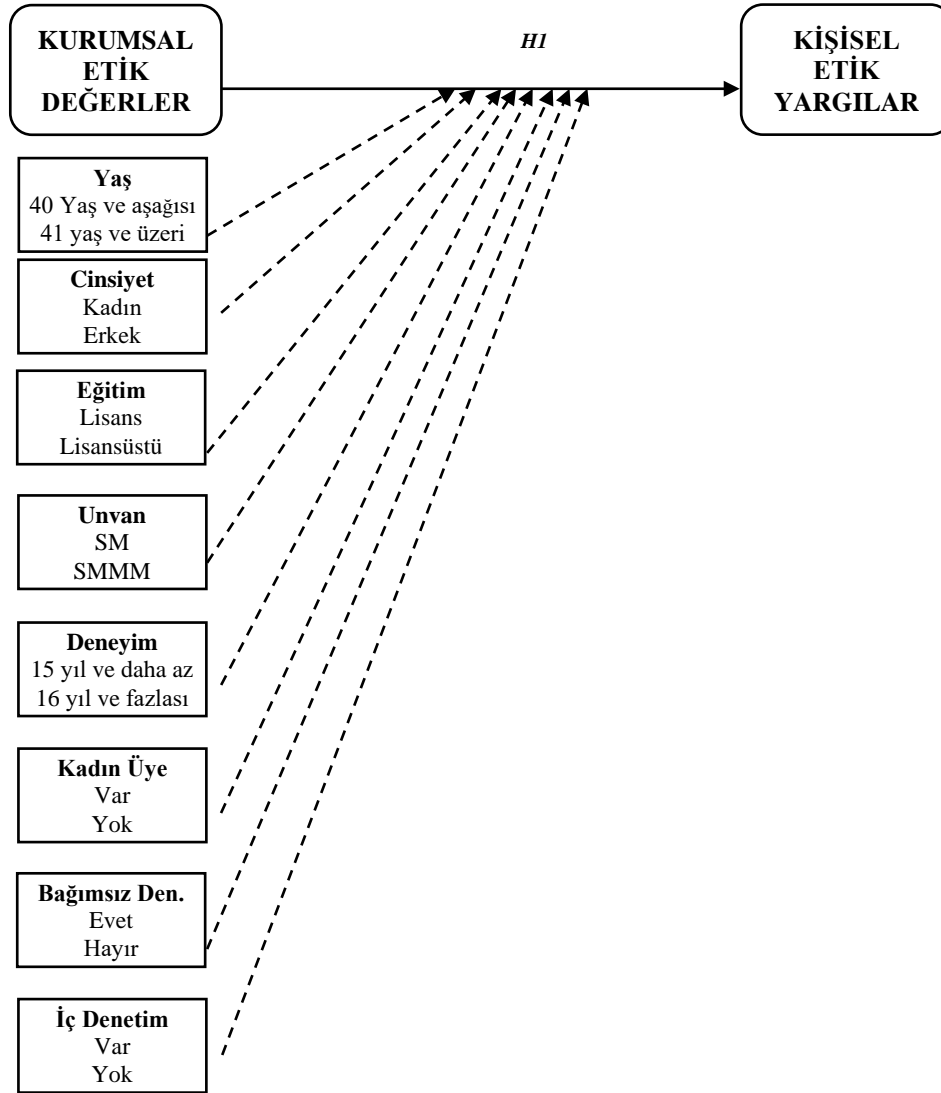 KURUMSAL
ETİK
DEĞERLER
H1
KİŞİSEL
ETİK
YARGILAR
Yaş
40 Yaş ve aşağısı
41 yaş ve üzeri
Cinsiyet
Kadın
Erkek
Eğitim
Lisans
Lisansüstü
Unvan
SM
SMMM
Deneyim
15 yıl ve daha az
16 yıl ve fazlası
Kadın Üye
Var
Yok
Bağımsız Den.
Evet
Hayır
İç Denetim
Var
Yok